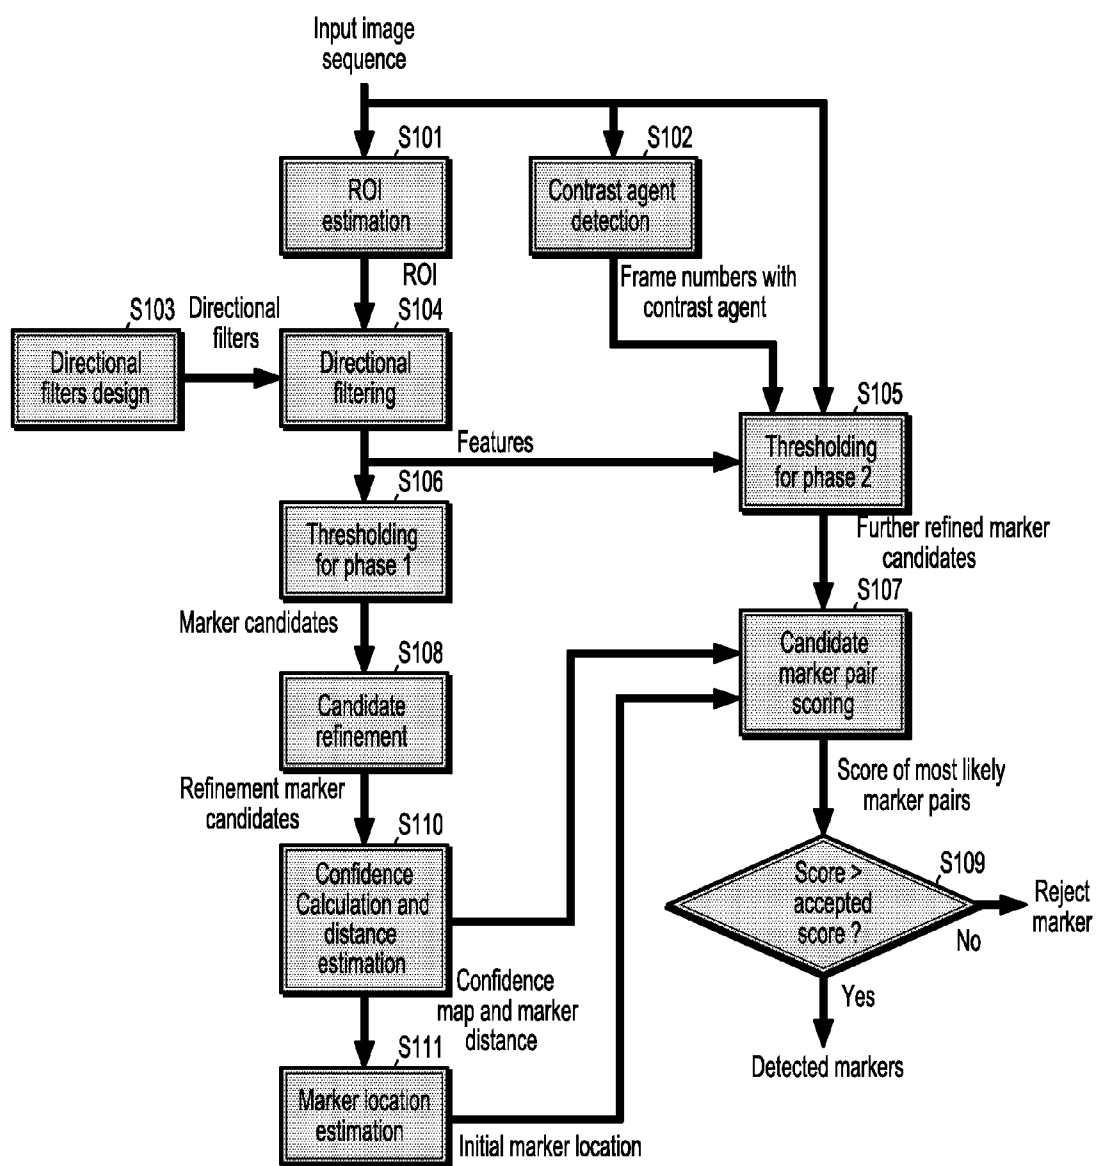 Input image
sequence
S101
ROI
estimation
S102
Contrast agent
detection
ROI
Frame numbers with
contrast agent
S103
Directional
filters design
Directional
filters
S104
Directional
filtering
S105
Thresholding
for phase 2
Features
S106
Thresholding
for phase 1
Further refined marker
candidates
Marker candidates
S107
Candidate
marker pair
scoring
S108
Candidate
refinement
Refinement marker
candidates
Score of most likely
marker pairs
S110
Confidence
Calculation and
distance
estimation
S109
Score >
accepted
score ?
No
Reject
marker
Yes
Detected markers
Confidence
map and marker
distance
S111
Marker location
estimation
Initial marker location